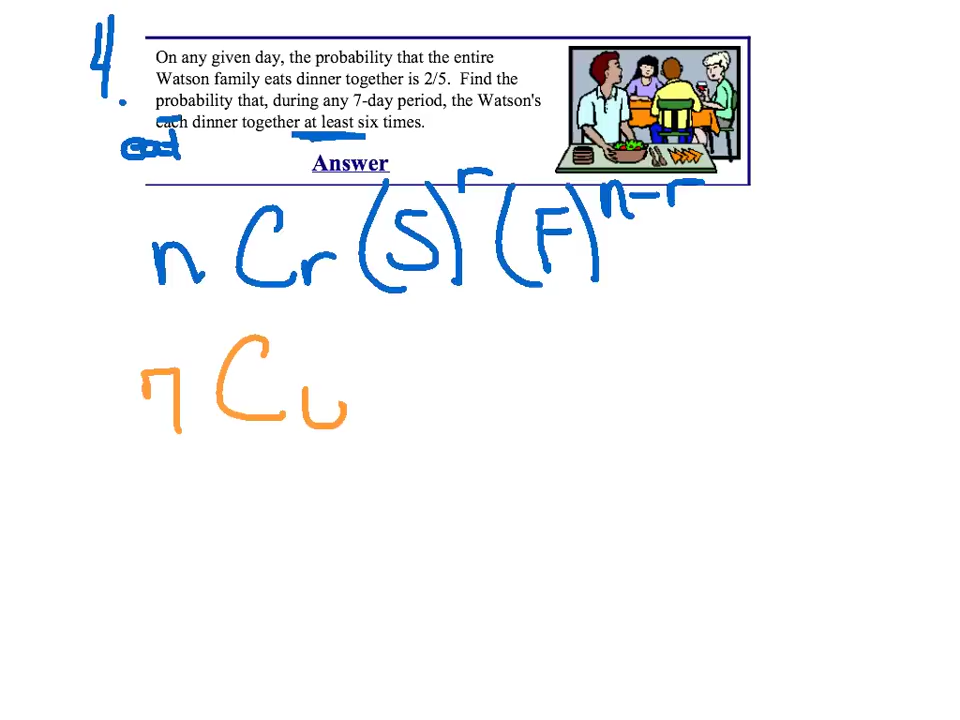 4.
On any given day, the probability that the entire
Watson family eats dinner together is 2/5. Find the
probability that, during any 7-day period, the Watson's
each dinner together at least six times.
eat
Answer
n C r (S)^r (F)^n-r
7 C